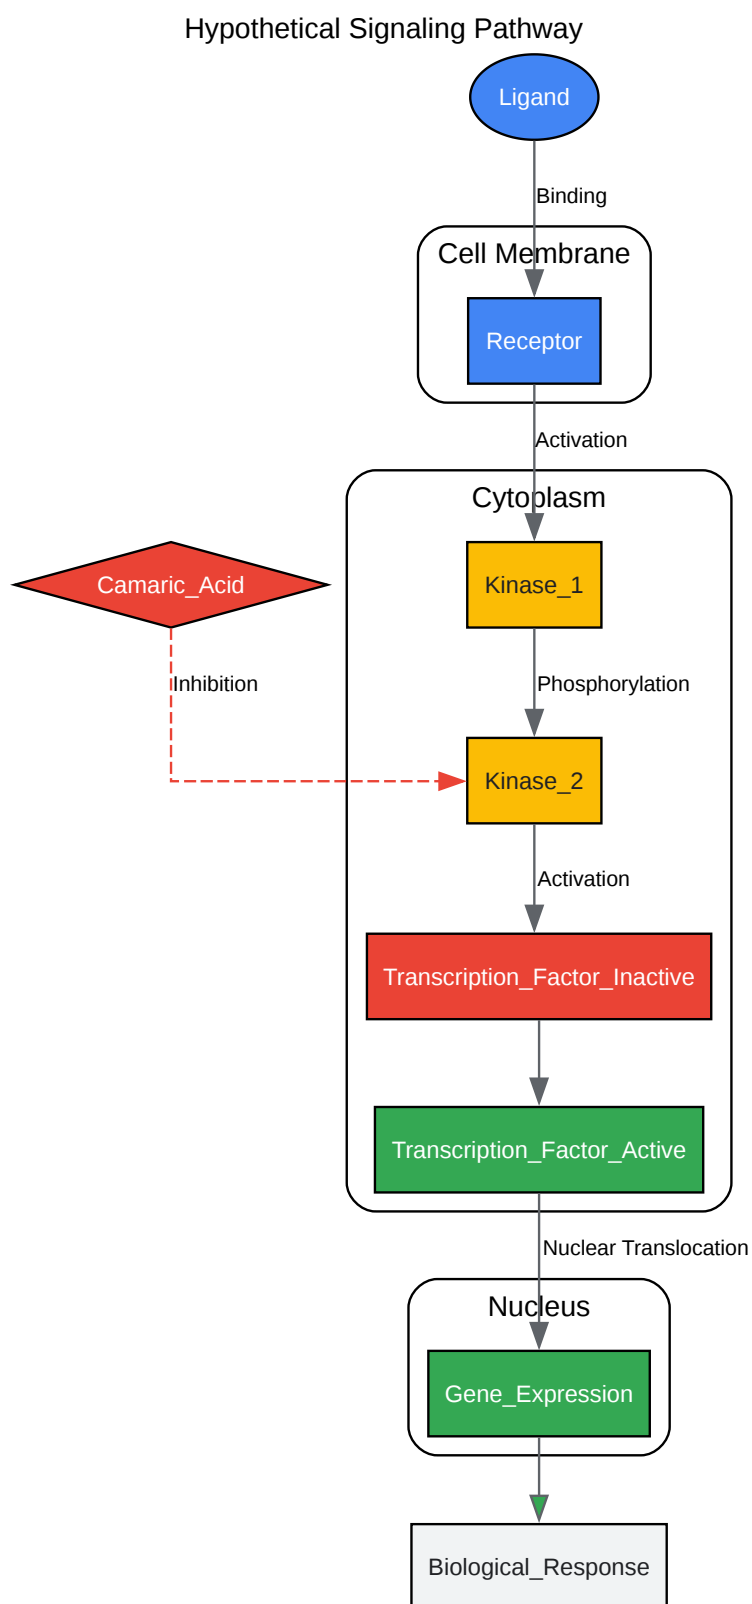 Hypothetical Signaling Pathway
Ligand
Binding
Cell Membrane
Receptor
Activation
Cytoplasm
Camaric_Acid
Kinase_1
Inhibition
Phosphorylation
Kinase_2
Activation
Transcription_Factor_Inactive
Transcription_Factor_Active
Nuclear Translocation
Nucleus
Gene_Expression
Biological_Response